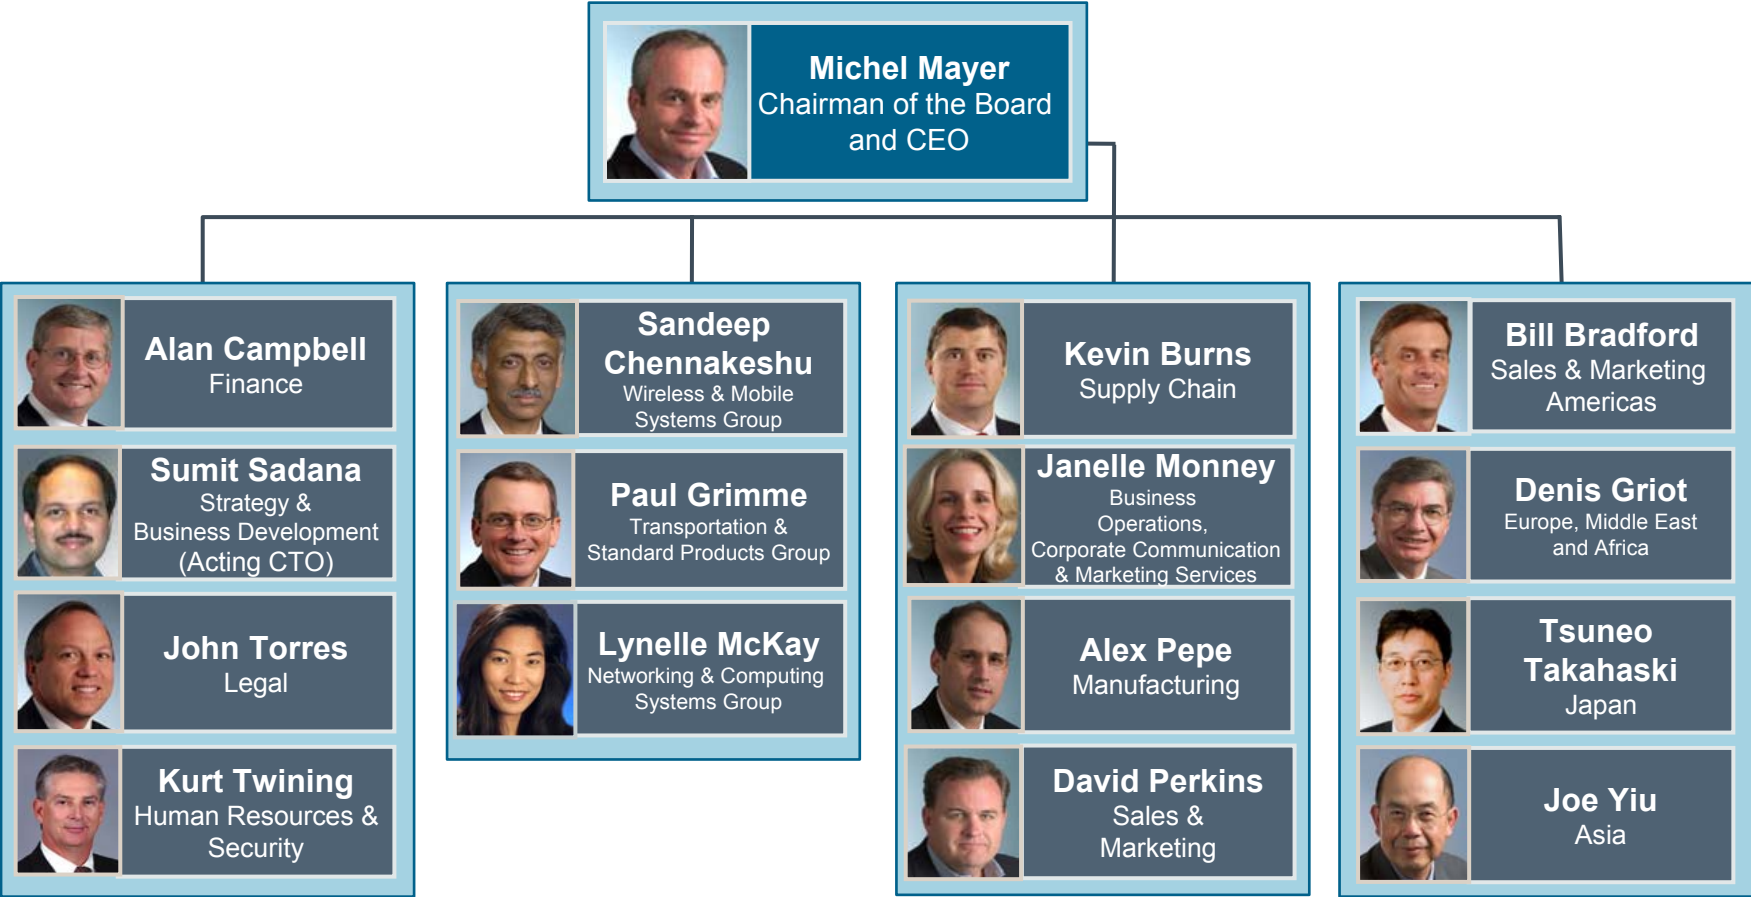 Michel Mayer
Chairman of the Board
and CEO
Alan Campbell
Finance
Sumit Sadana
Strategy &
Business Development
(Acting CTO)
John Torres
Legal
Kurt Twining
Human Resources &
Security
Sandeep
Chennakeshu
Wireless & Mobile
Systems Group
Paul Grimme
Transportation &
Standard Products Group
Lynelle McKay
Networking & Computing
Systems Group
Kevin Burns
Supply Chain
Janelle Monney
Business
Operations,
Corporate Communication
& Marketing Services
Alex Pepe
Manufacturing
David Perkins
Sales &
Marketing
Bill Bradford
Sales & Marketing
Americas
Denis Griot
Europe, Middle East
and Africa
Tsuneo
Takahaski
Japan
Joe Yiu
Asia